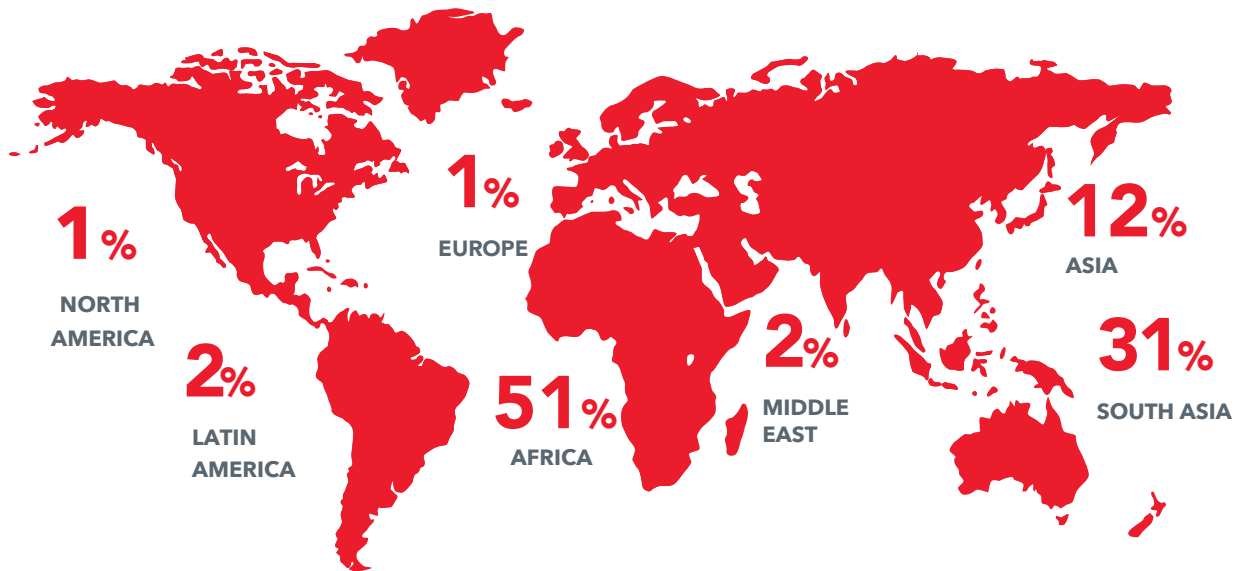 1%
NORTH
AMERICA
2%
LATIN
AMERICA
1%
EUROPE
51%
AFRICA
2%
MIDDLE
EAST
12%
ASIA
31%
SOUTH ASIA